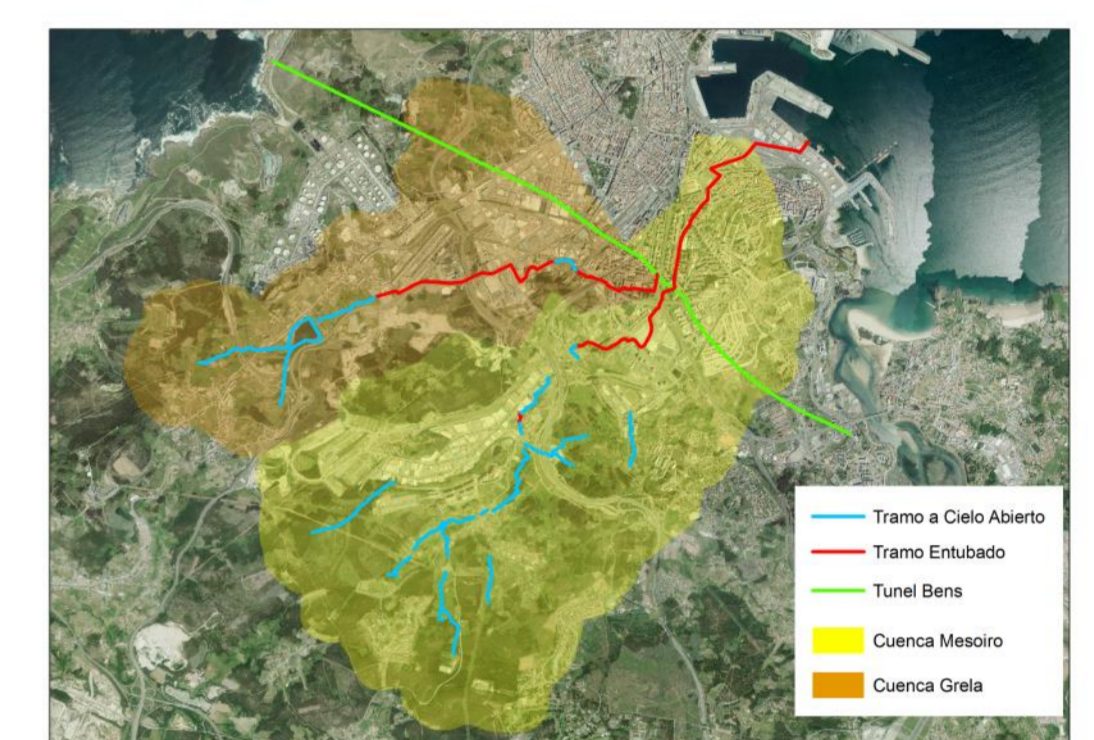 Tramo a Cielo Abierto
Tramo Entubado
Tunel Bens
Cuenca Mesoiro
Cuenca Grela